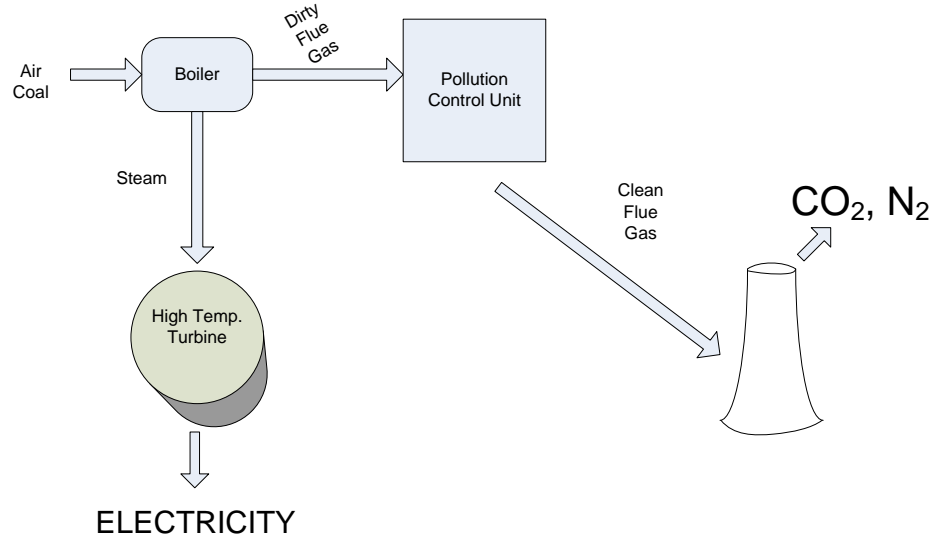 Dirty
Flue
Gas
Air
Coal
Boiler
Pollution
Control Unit
Steam
Clean
Flue
Gas
CO₂, N₂
High Temp.
Turbine
ELECTRICITY